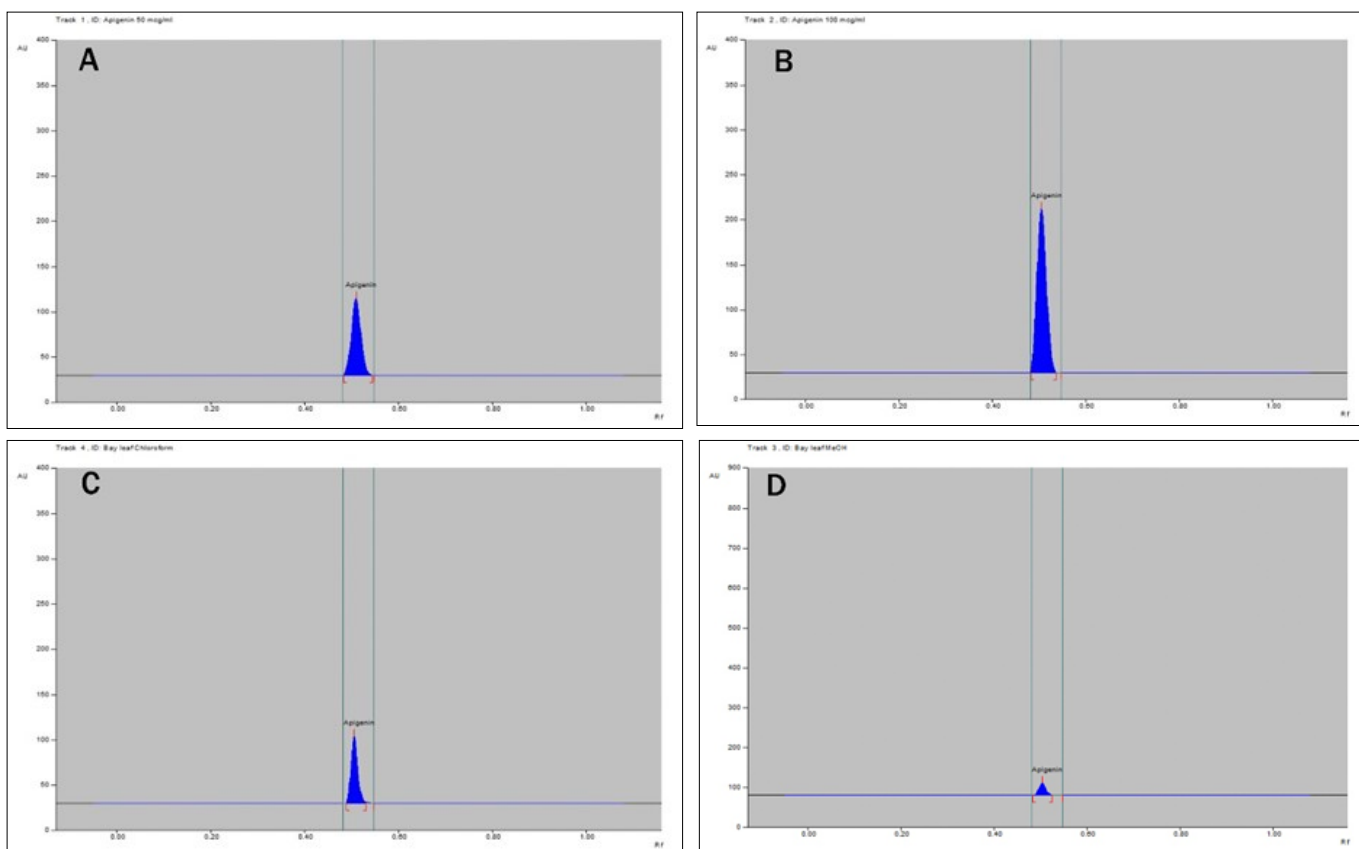 Track 1 , ID: Apigenin 50 mcg/ml
AU
400
A
350
300
250
200
150
Apigenin
100
50
0
0.00 0.20 0.40 0.60 0.80 1.00
Rf
Track 2 , ID: Apigenin 100 mcg/ml
AU
400
B
350
300
250
Apigenin
200
150
100
50
0
0.00 0.20 0.40 0.60 0.80 1.00
Rf
Track 4 , ID: Bay leaf Chloroform
AU
400
C
350
300
250
200
150
Apigenin
100
50
0
0.00 0.20 0.40 0.60 0.80 1.00
Rf
Track 3 , ID: Bay leaf MeOH
AU
900
D
800
700
600
500
400
300
200
Apigenin
100
0
0.00 0.20 0.40 0.60 0.80 1.00
Rf